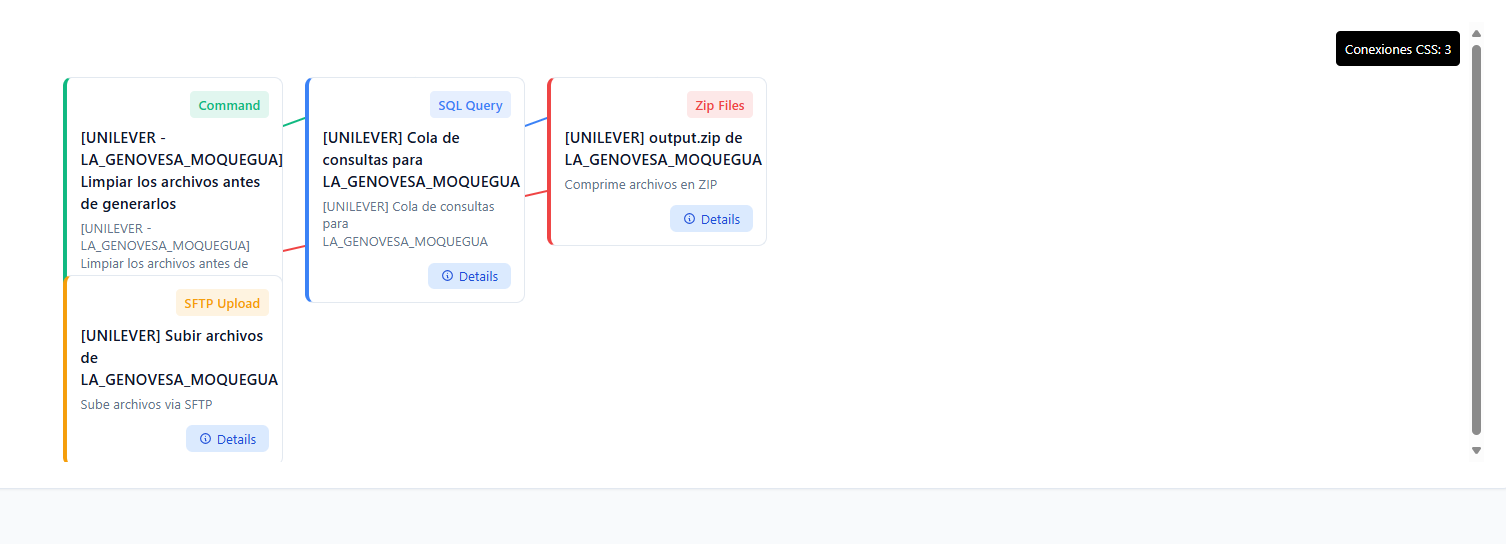 Conexiones CSS: 3
Command
[UNILEVER -
LA_GENOVESA_MOQUEGUA]
Limpiar los archivos antes
de generarlos
[UNILEVER -
LA_GENOVESA_MOQUEGUA]
Limpiar los archivos antes de
SQL Query
[UNILEVER] Cola de
consultas para
LA_GENOVESA_MOQUEGUA
[UNILEVER] Cola de consultas
para
LA_GENOVESA_MOQUEGUA
Details
Zip Files
[UNILEVER] output.zip de
LA_GENOVESA_MOQUEGUA
Comprime archivos en ZIP
Details
SFTP Upload
[UNILEVER] Subir archivos
de
LA_GENOVESA_MOQUEGUA
Sube archivos via SFTP
Details